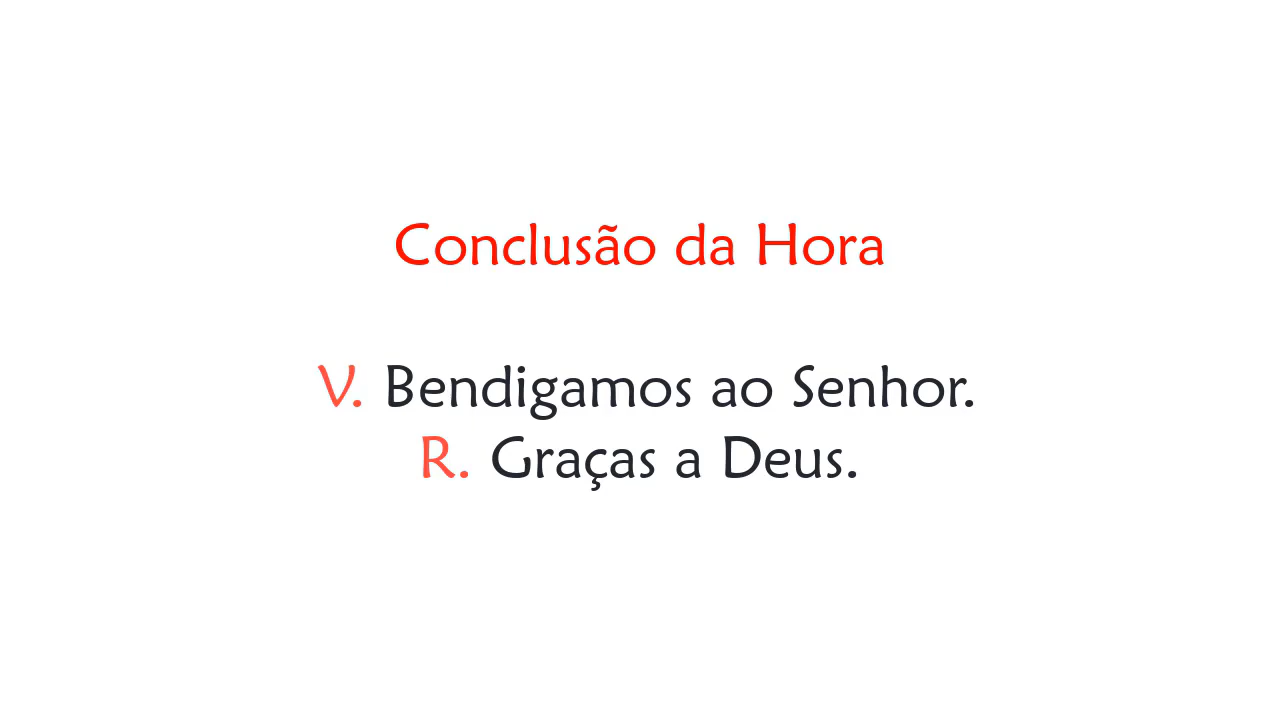 Conclusão da Hora
V. Bendigamos ao Senhor.
R. Graças a Deus.